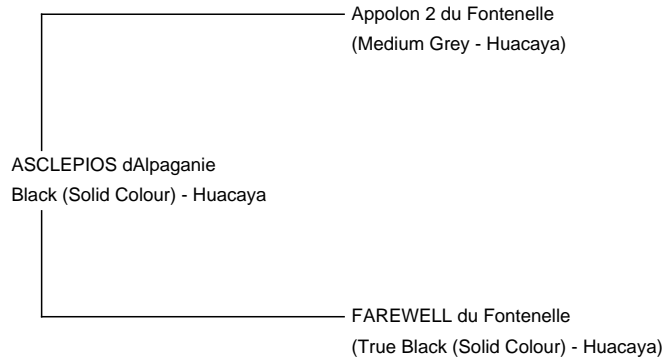 Appolon 2 du Fontenelle
(Medium Grey - Huacaya)
ASCLEPIOS dAlpaganie
Black (Solid Colour) - Huacaya
FAREWELL du Fontenelle
(True Black (Solid Colour) - Huacaya)